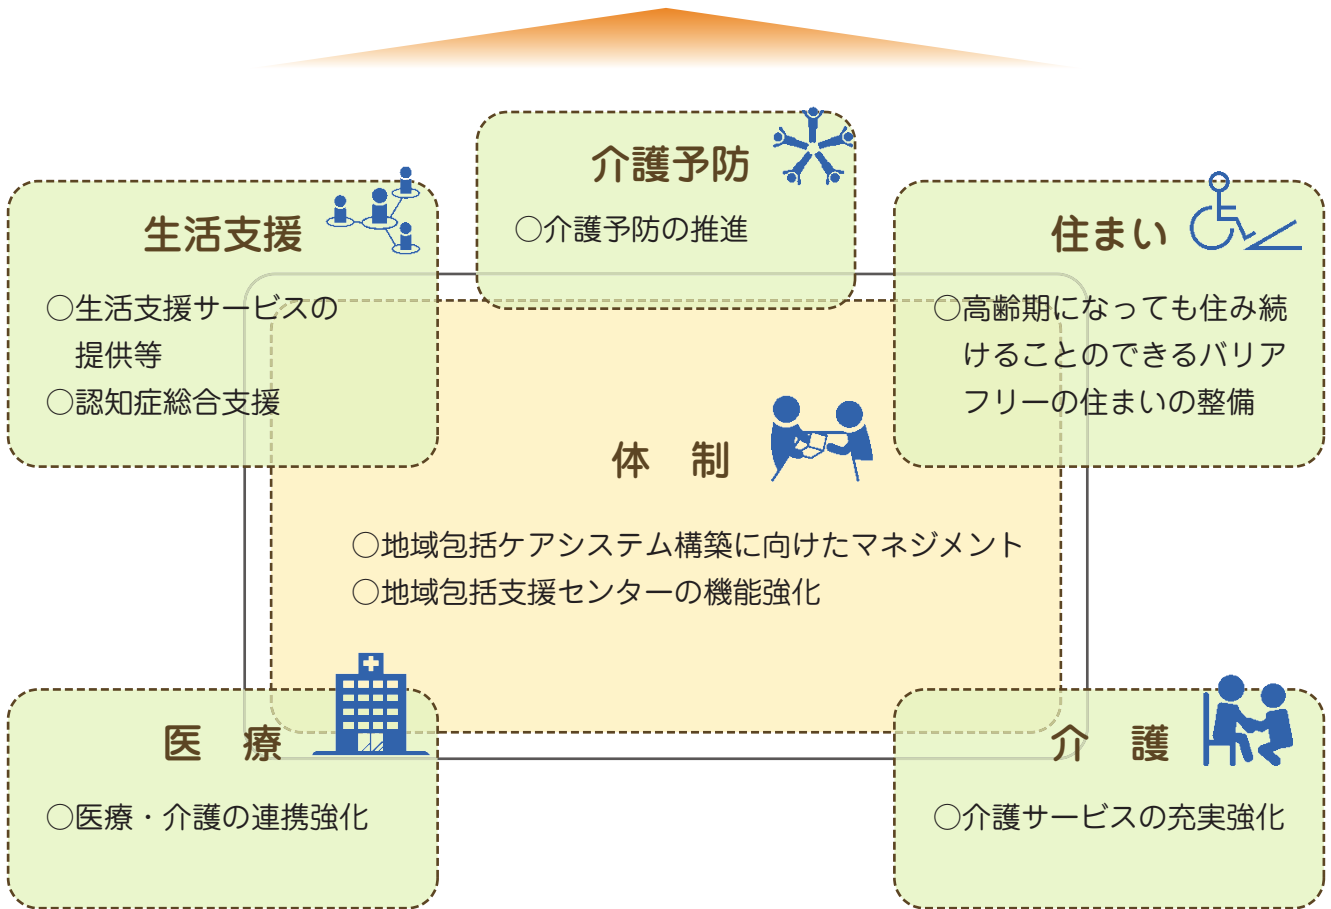 介護予防
○介護予防の推進
生活支援
○生活支援サービスの
提供等
○認知症総合支援
住まい
○高齢期になっても住み続
けることのできるバリア
フリーの住まいの整備
体　制
○地域包括ケアシステム構築に向けたマネジメント
○地域包括支援センターの機能強化
医　療
○医療・介護の連携強化
介　護
○介護サービスの充実強化